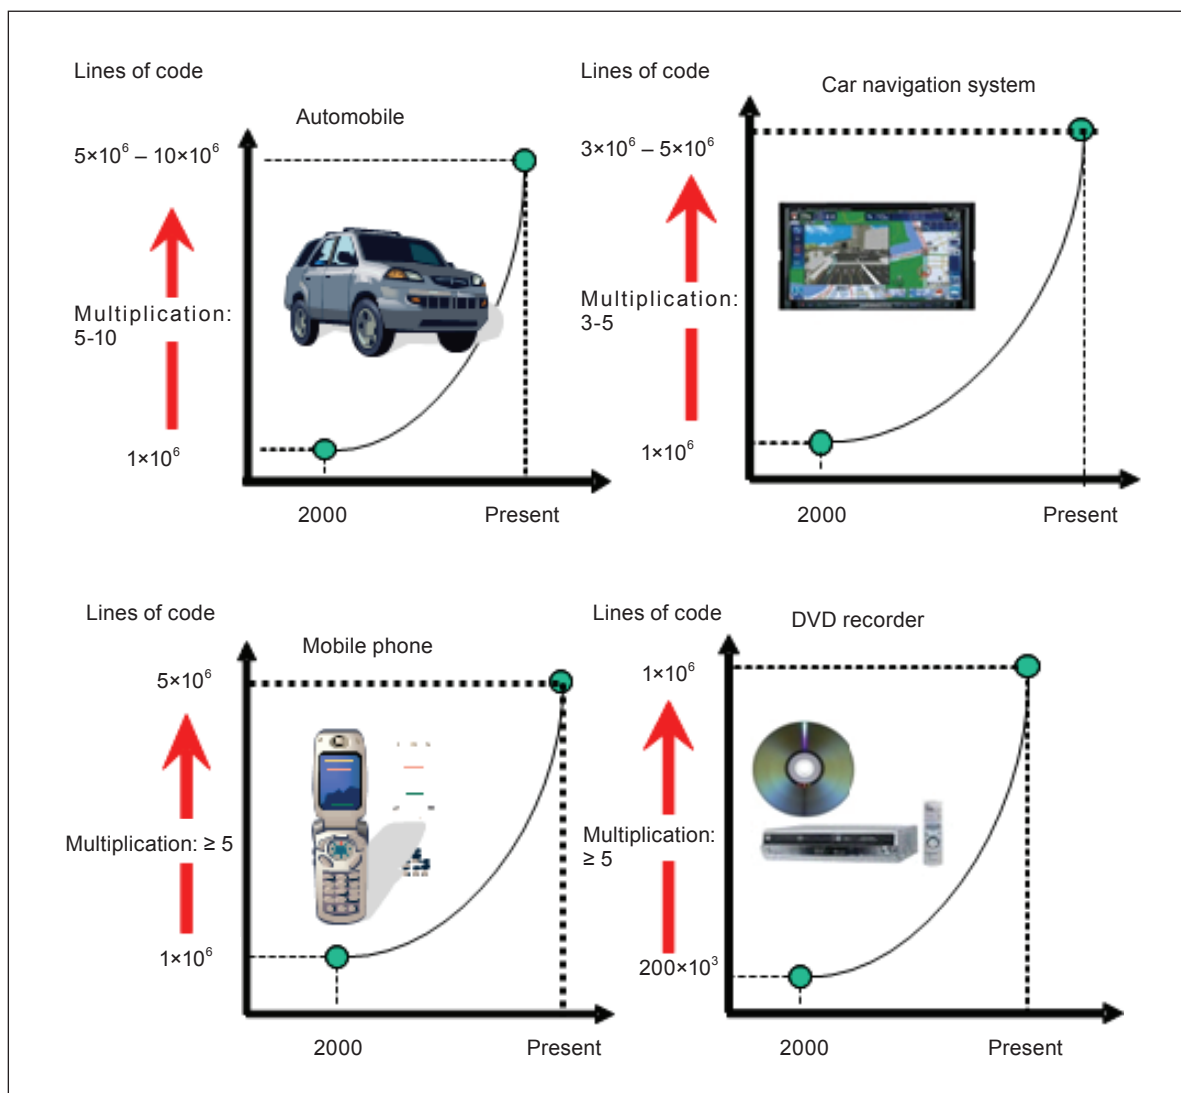 Lines of code
Automobile
5×10⁶ – 10×10⁶
Multiplication:
5-10
1×10⁶
2000
Present
Lines of code
Car navigation system
3×10⁶ – 5×10⁶
Multiplication:
3-5
1×10⁶
2000
Present
Lines of code
Mobile phone
5×10⁶
Multiplication: ≥ 5
1×10⁶
2000
Present
Lines of code
DVD recorder
1×10⁶
Multiplication:
≥ 5
200×10³
2000
Present